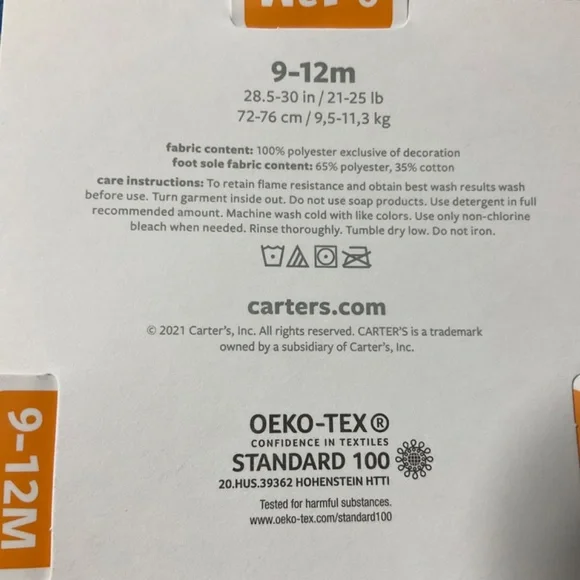 9-12M
9-12m
28.5-30 in / 21-25 lb
72-76 cm / 9,5-11,3 kg
fabric content: 100% polyester exclusive of decoration
foot sole fabric content: 65% polyester, 35% cotton
care instructions: To retain flame resistance and obtain best wash results wash
before use. Turn garment inside out. Do not use soap products. Use detergent in full
recommended amount. Machine wash cold with like colors. Use only non-chlorine
bleach when needed. Rinse thoroughly. Tumble dry low. Do not iron.
carters.com
© 2021 Carter's, Inc. All rights reserved. CARTER'S is a trademark
owned by a subsidiary of Carter's, Inc.
OEKO-TEX®
CONFIDENCE IN TEXTILES
STANDARD 100
20.HUS.39362 HOHENSTEIN HTTI
Tested for harmful substances.
www.oeko-tex.com/standard100